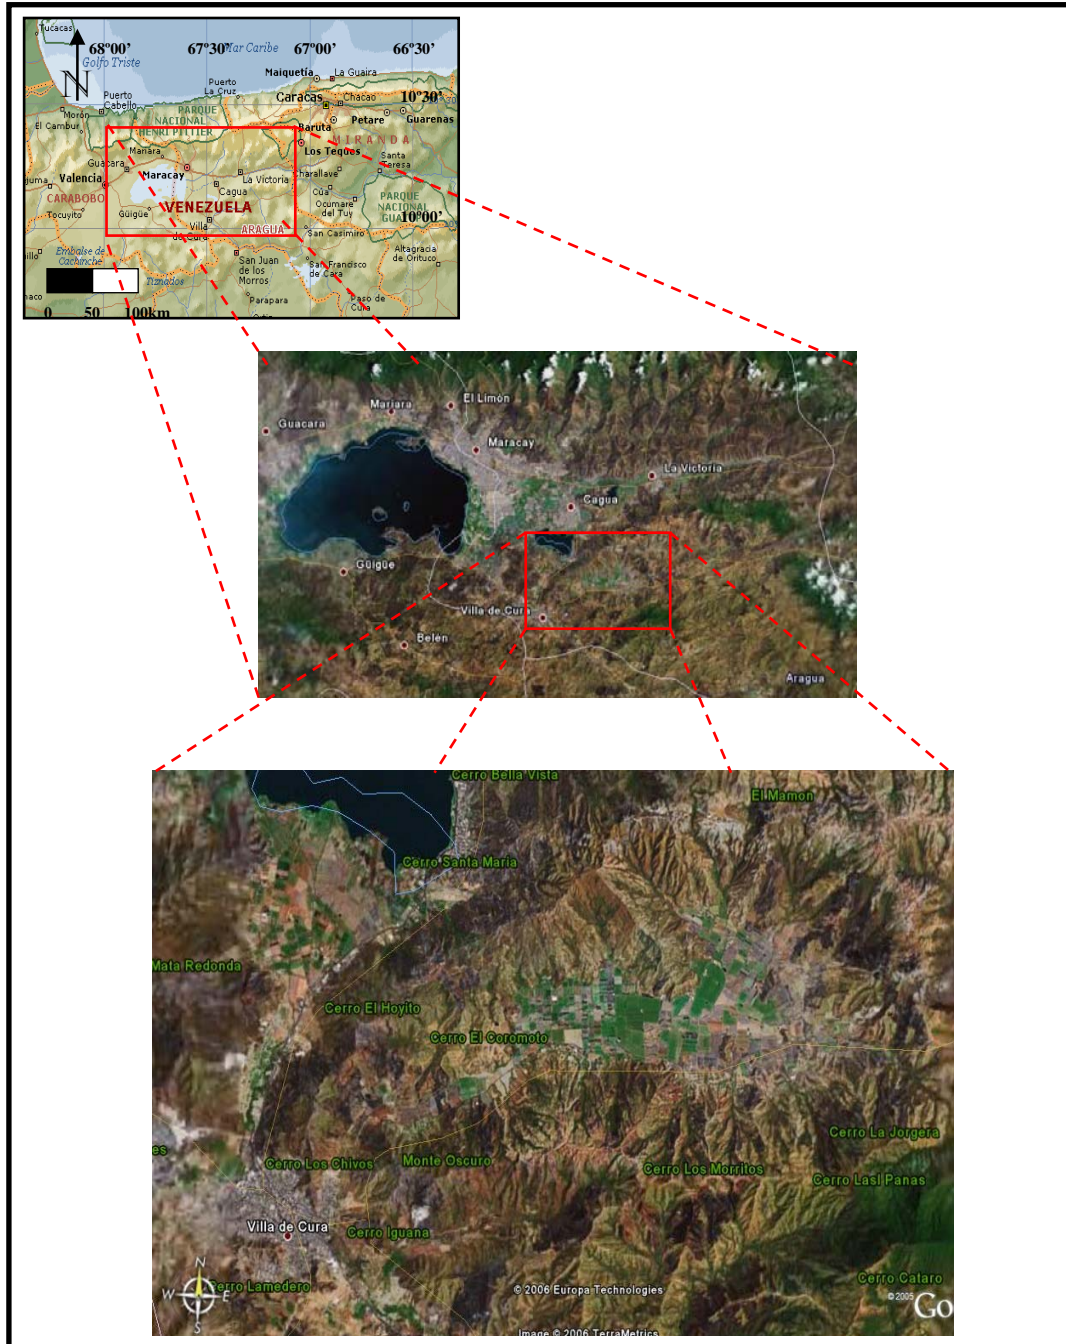 Tucacas
68°00’
67°30’
67°00’
66°30’
Mar Caribe
Golfo Triste
N
Maiquetía
La Guaira
Puerto
La Cruz
Puerto
Cabello
Caracas
Chacao
10°30’
Morón
PARQUE
NACIONAL
HENRI PITTIER
Petare
Guarenas
El Cambur
Baruta
MIRANDA
Mariara
Los Teques
Guacara
Santa
Teresa
Valencia
Maracay
La Victoria
Charallave
Cagua
Cúa
CARABOBO
Ocumare
del Tuy
PARQUE
NACIONAL
Tocuyito
Güigüe
VENEZUELA
10°00’
Villa
de Cura
ARAGUA
San Casimiro
Embalse de
Cachinche
San Juan
de los
Morros
San Francisco
de Cara
Altagracia
de Orituco
Tiznados
Parapara
Paso de
Cura
0 50 100km
El Limón
Mariara
Guacara
Maracay
La Victoria
Cagua
Güigüe
Villa de Cura
Belén
Aragua
Cerro Bella Vista
El Mamon
Cerro Santa Maria
Mata Redonda
Cerro El Hoyito
Cerro El Coromoto
Cerro La Jorgera
es
Cerro Los Chivos
Monte Oscuro
Cerro Los Morritos
Cerro Lasl Panas
Villa de Cura
Cerro Iguana
N
W E
S
Cerro Lamedero
Cerro Cataro
© 2006 Europa Technologies
© 2005
Go
Image © 2006 TerraMetrics